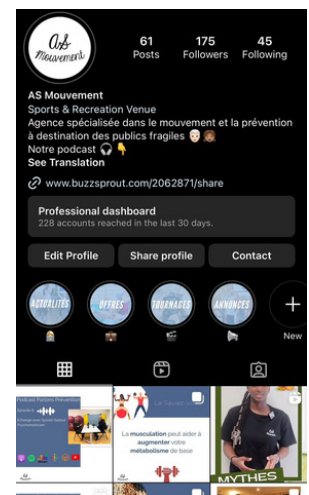 as
mouvement
61
175
45
Posts
Followers
Following
AS Mouvement
Sports & Recreation Venue
Agence spécialisée dans le mouvement et la prévention
à destination des publics fragiles
Notre podcast
See Translation
www.buzzsprout.com/2062871/share
Professional dashboard
228 accounts reached in the last 30 days.
Edit Profile
Share profile
Contact
ACTUALITÉS
OFFRES
TOURNAGES
ANNONCES
New
Podcast Parlons Prévention
La musculation peut aider à
augmenter votre
métabolisme de base
MYTHES